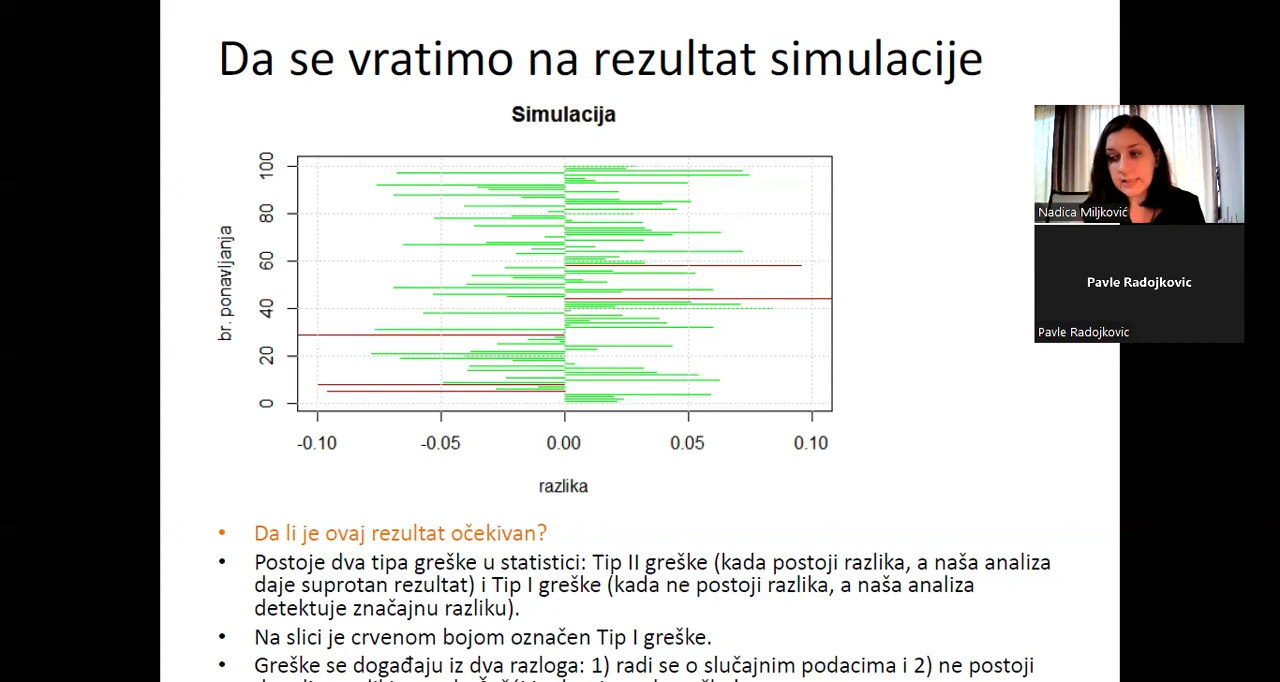 Da se vratimo na rezultat simulacije
Simulacija
br. ponavljanja
100
80
60
40
20
0
-0.10 -0.05 0.00 0.05 0.10
razlika
Nadica Miljković
Pavle Radojkovic
Pavle Radojkovic
• Da li je ovaj rezultat očekivan?
• Postoje dva tipa greške u statistici: Tip II greške (kada postoji razlika, a naša analiza
daje suprotan rezultat) i Tip I greške (kada ne postoji razlika, a naša analiza
detektuje značajnu razliku).
• Na slici je crvenom bojom označen Tip I greške.
• Greške se događaju iz dva razloga: 1) radi se o slučajnim podacima i 2) ne postoji